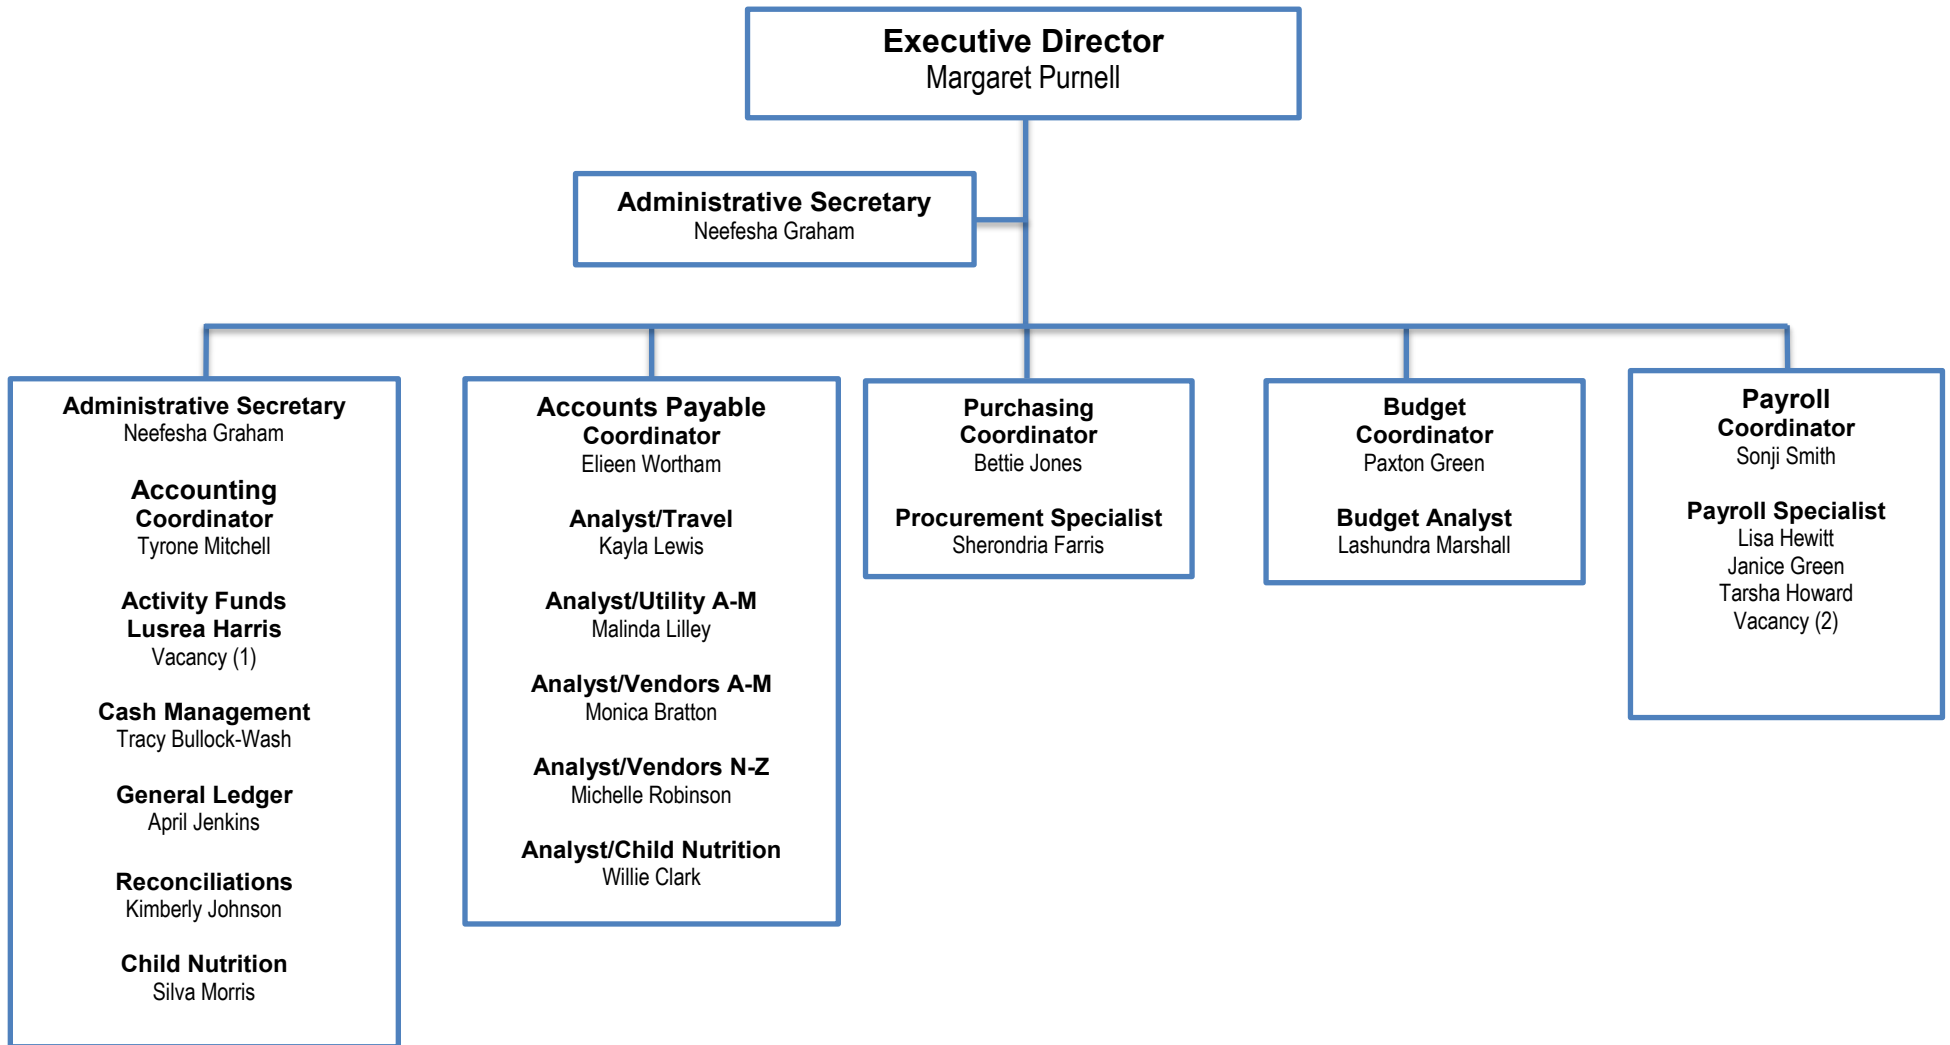 Executive Director
Margaret Purnell
Administrative Secretary
Neefesha Graham
Administrative Secretary
Neefesha Graham
Accounting
Coordinator
Tyrone Mitchell
Activity Funds
Lusrea Harris
Vacancy (1)
Cash Management
Tracy Bullock-Wash
General Ledger
April Jenkins
Reconciliations
Kimberly Johnson
Child Nutrition
Silva Morris
Accounts Payable
Coordinator
Elieen Wortham
Analyst/Travel
Kayla Lewis
Analyst/Utility A-M
Malinda Lilley
Analyst/Vendors A-M
Monica Bratton
Analyst/Vendors N-Z
Michelle Robinson
Analyst/Child Nutrition
Willie Clark
Purchasing
Coordinator
Bettie Jones
Procurement Specialist
Sherondria Farris
Budget
Coordinator
Paxton Green
Budget Analyst
Lashundra Marshall
Payroll
Coordinator
Sonji Smith
Payroll Specialist
Lisa Hewitt
Janice Green
Tarsha Howard
Vacancy (2)